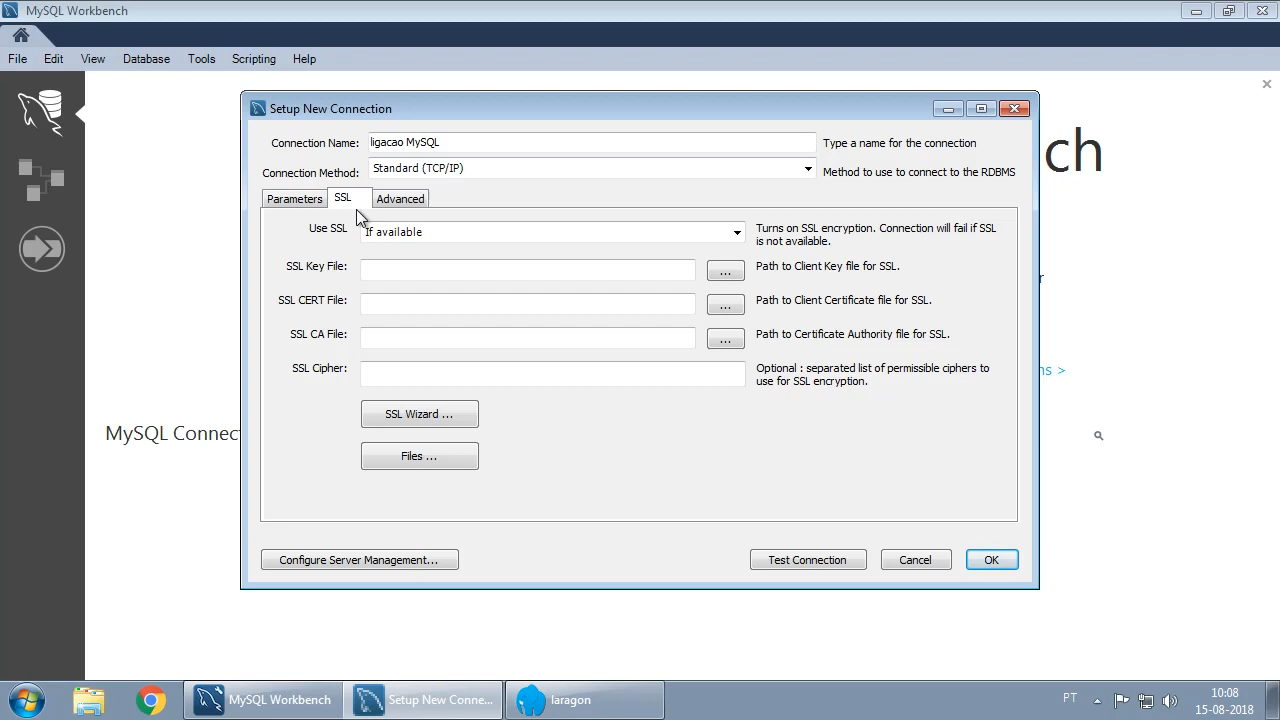 MySQL Workbench
File Edit View Database Tools Scripting Help
ch
Setup New Connection
Connection Name: ligacao MySQL Type a name for the connection
Connection Method: Standard (TCP/IP) Method to use to connect to the RDBMS
Parameters SSL Advanced
Use SSL If available Turns on SSL encryption. Connection will fail if SSL
is not available.
SSL Key File: ... Path to Client Key file for SSL.
r
SSL CERT File: ... Path to Client Certificate file for SSL.
SSL CA File: ... Path to Certificate Authority file for SSL.
SSL Cipher: Optional : separated list of permissible ciphers to
use for SSL encryption.
ns >
SSL Wizard ...
MySQL Connec
Files ...
Configure Server Management... Test Connection Cancel OK
MySQL Workbench Setup New Conne... laragon PT 10:08
15-08-2018